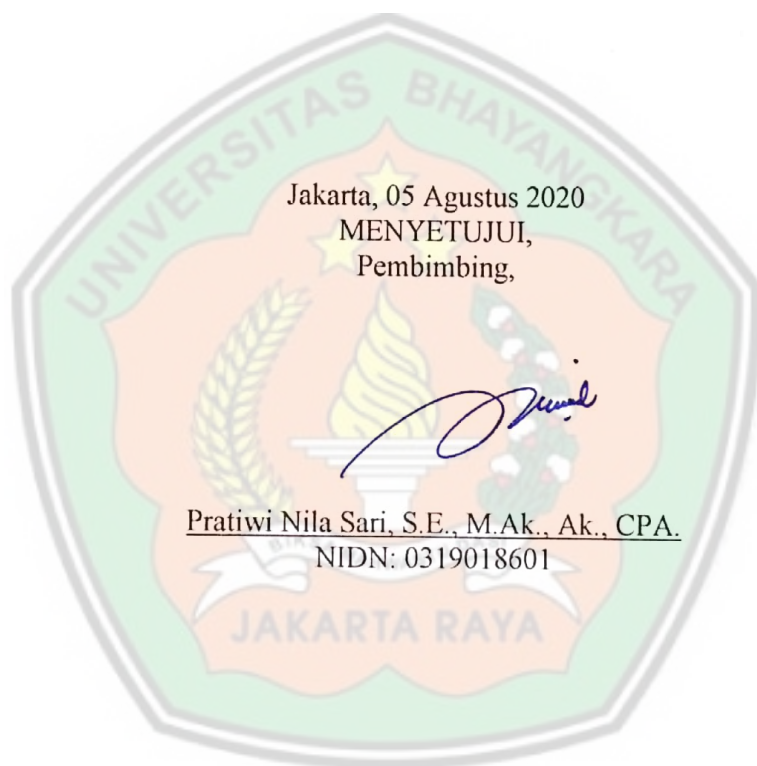 UNIVERSITAS BHAYANGKARA
Jakarta, 05 Agustus 2020
MENYETUJUI,
Pembimbing,
Pratiwi Nila Sari, S.E., M.Ak., Ak., CPA.
NIDN: 0319018601
JAKARTA RAYA